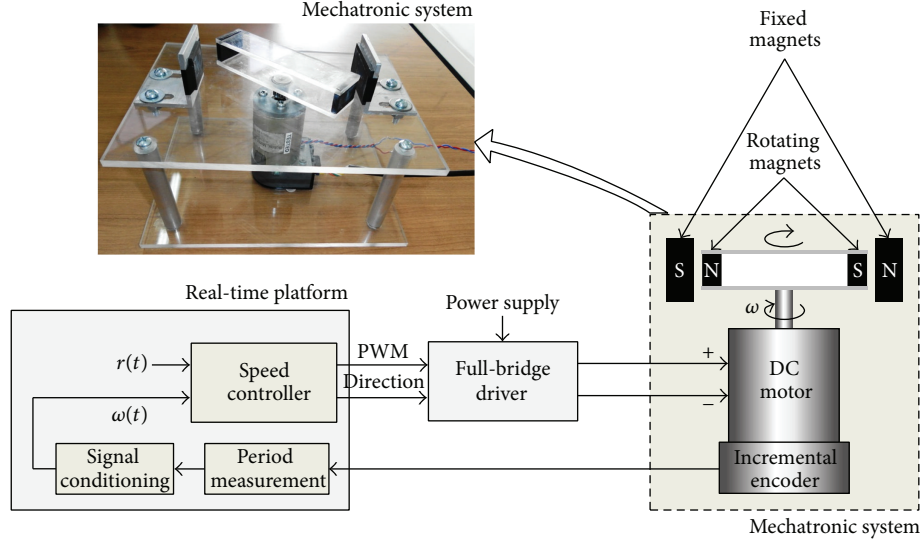 Mechatronic system
Fixed
magnets
Rotating
magnets
S
N
S
N
ω
Real-time platform
Power supply
r(t)
Speed
controller
PWM
Direction
Full-bridge
driver
+
−
DC
motor
ω(t)
Signal
conditioning
Period
measurement
Incremental
encoder
Mechatronic system